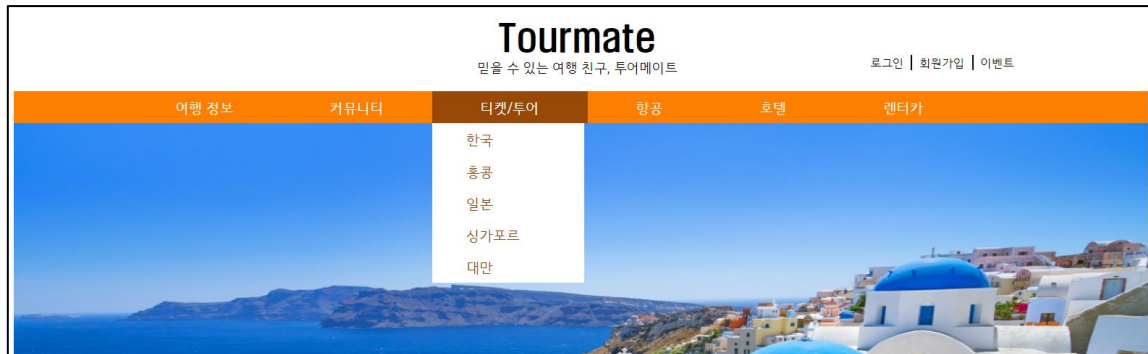 Tourmate
믿을 수 있는 여행 친구, 투어메이트
로그인 | 회원가입 | 이벤트
여행 정보 커뮤니티 티켓/투어 항공 호텔 렌터카
한국
홍콩
일본
싱가포르
대만